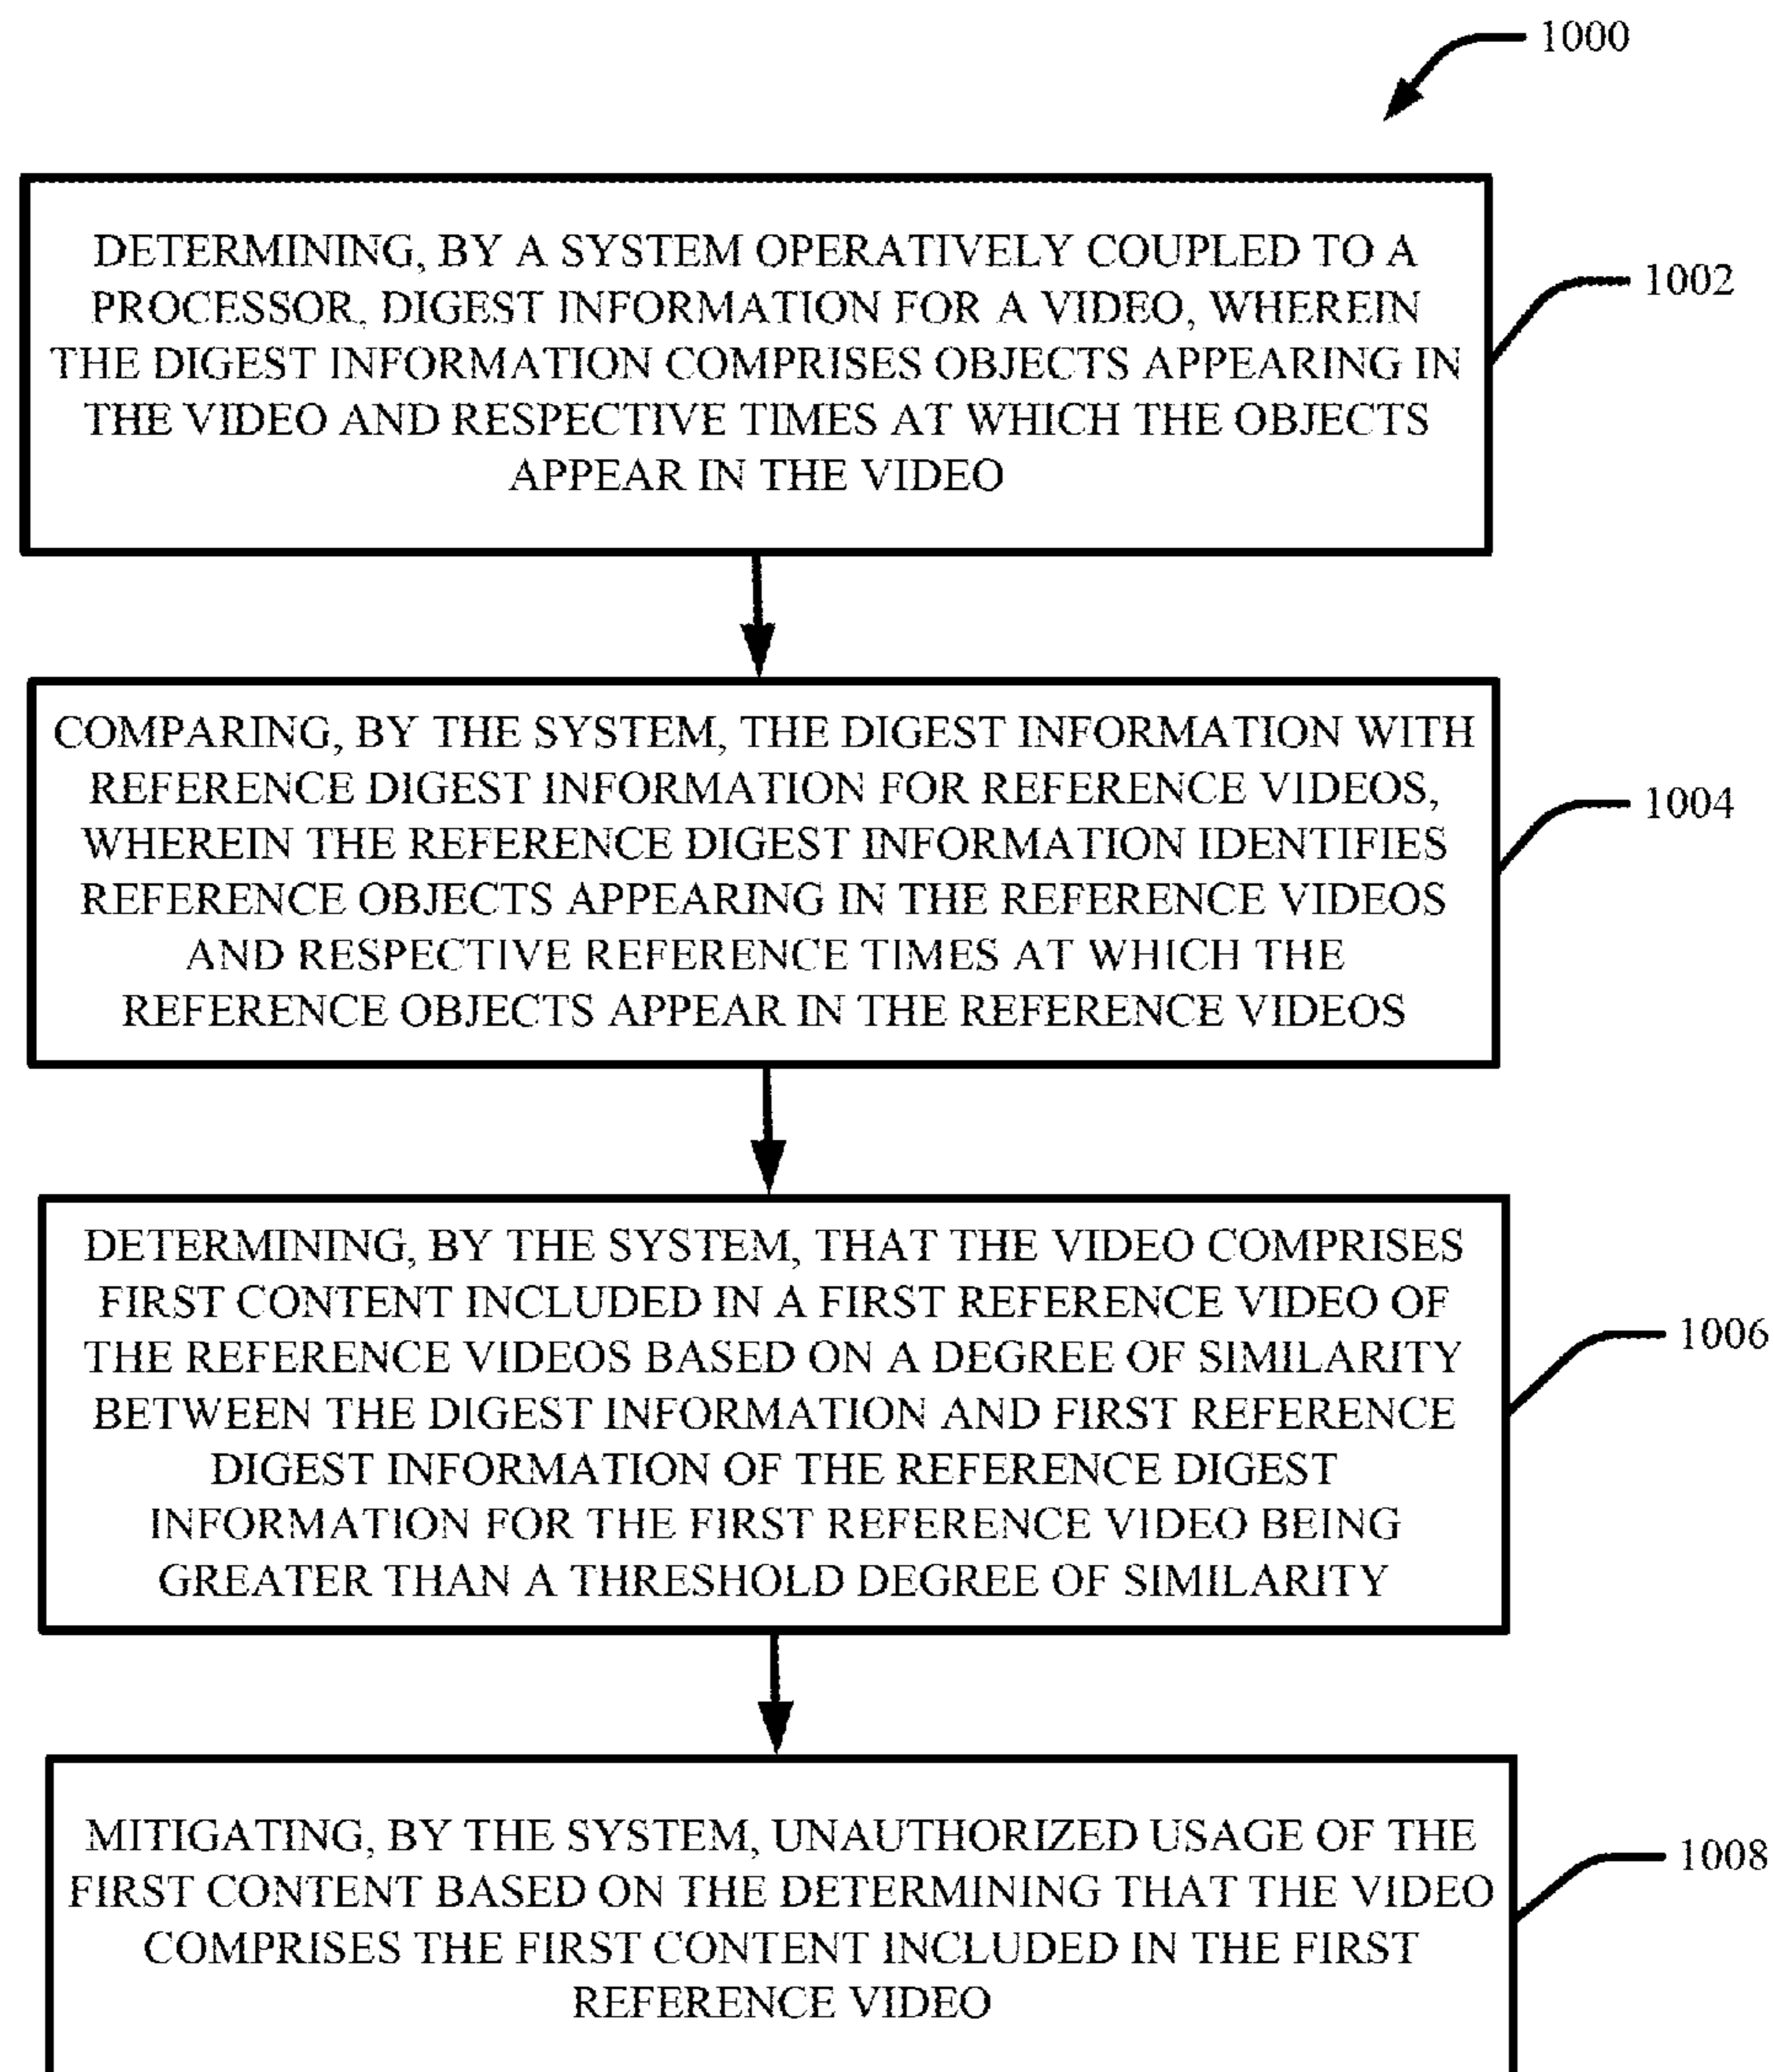 1000
DETERMINING, BY A SYSTEM OPERATIVELY COUPLED TO A
PROCESSOR, DIGEST INFORMATION FOR A VIDEO, WHEREIN
THE DIGEST INFORMATION COMPRISES OBJECTS APPEARING IN
THE VIDEO AND RESPECTIVE TIMES AT WHICH THE OBJECTS
APPEAR IN THE VIDEO
1002
COMPARING, BY THE SYSTEM, THE DIGEST INFORMATION WITH
REFERENCE DIGEST INFORMATION FOR REFERENCE VIDEOS,
WHEREIN THE REFERENCE DIGEST INFORMATION IDENTIFIES
REFERENCE OBJECTS APPEARING IN THE REFERENCE VIDEOS
AND RESPECTIVE REFERENCE TIMES AT WHICH THE
REFERENCE OBJECTS APPEAR IN THE REFERENCE VIDEOS
1004
DETERMINING, BY THE SYSTEM, THAT THE VIDEO COMPRISES
FIRST CONTENT INCLUDED IN A FIRST REFERENCE VIDEO OF
THE REFERENCE VIDEOS BASED ON A DEGREE OF SIMILARITY
BETWEEN THE DIGEST INFORMATION AND FIRST REFERENCE
DIGEST INFORMATION OF THE REFERENCE DIGEST
INFORMATION FOR THE FIRST REFERENCE VIDEO BEING
GREATER THAN A THRESHOLD DEGREE OF SIMILARITY
1006
MITIGATING, BY THE SYSTEM, UNAUTHORIZED USAGE OF THE
FIRST CONTENT BASED ON THE DETERMINING THAT THE VIDEO
COMPRISES THE FIRST CONTENT INCLUDED IN THE FIRST
REFERENCE VIDEO
1008